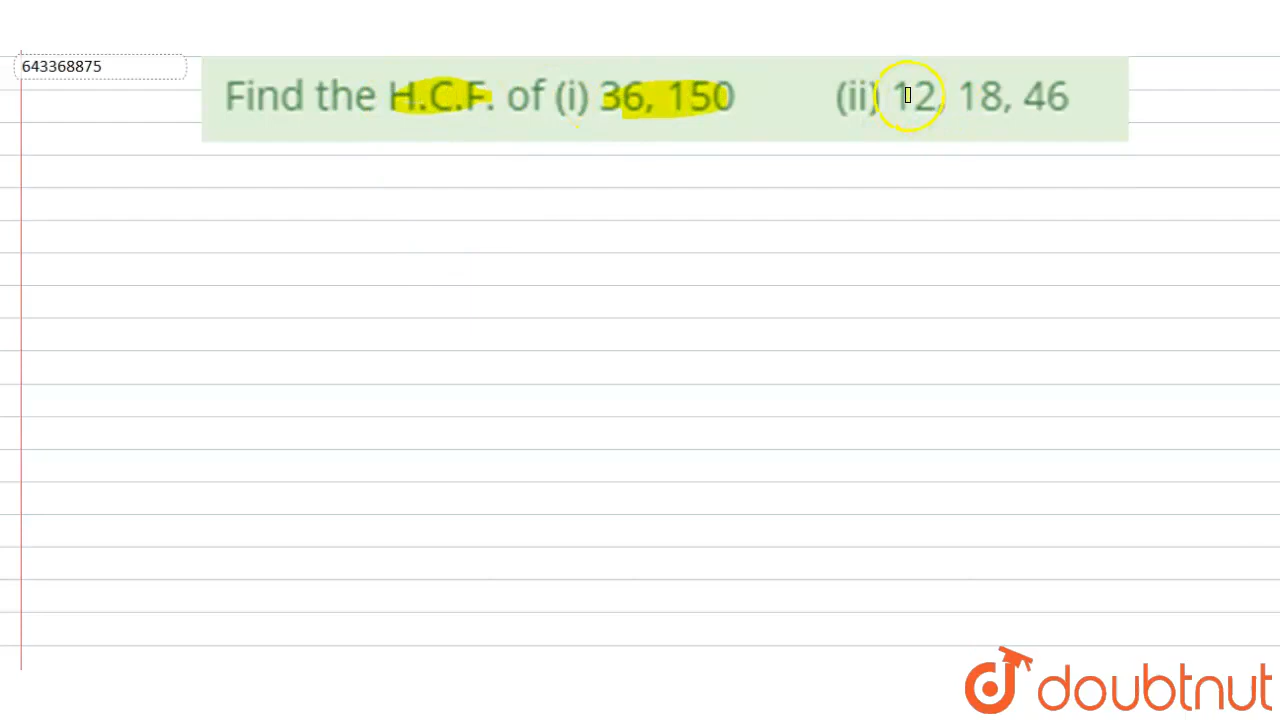 643368875
Find the H.C.F. of (i) 36, 150 (ii) 12, 18, 46
doubtnut